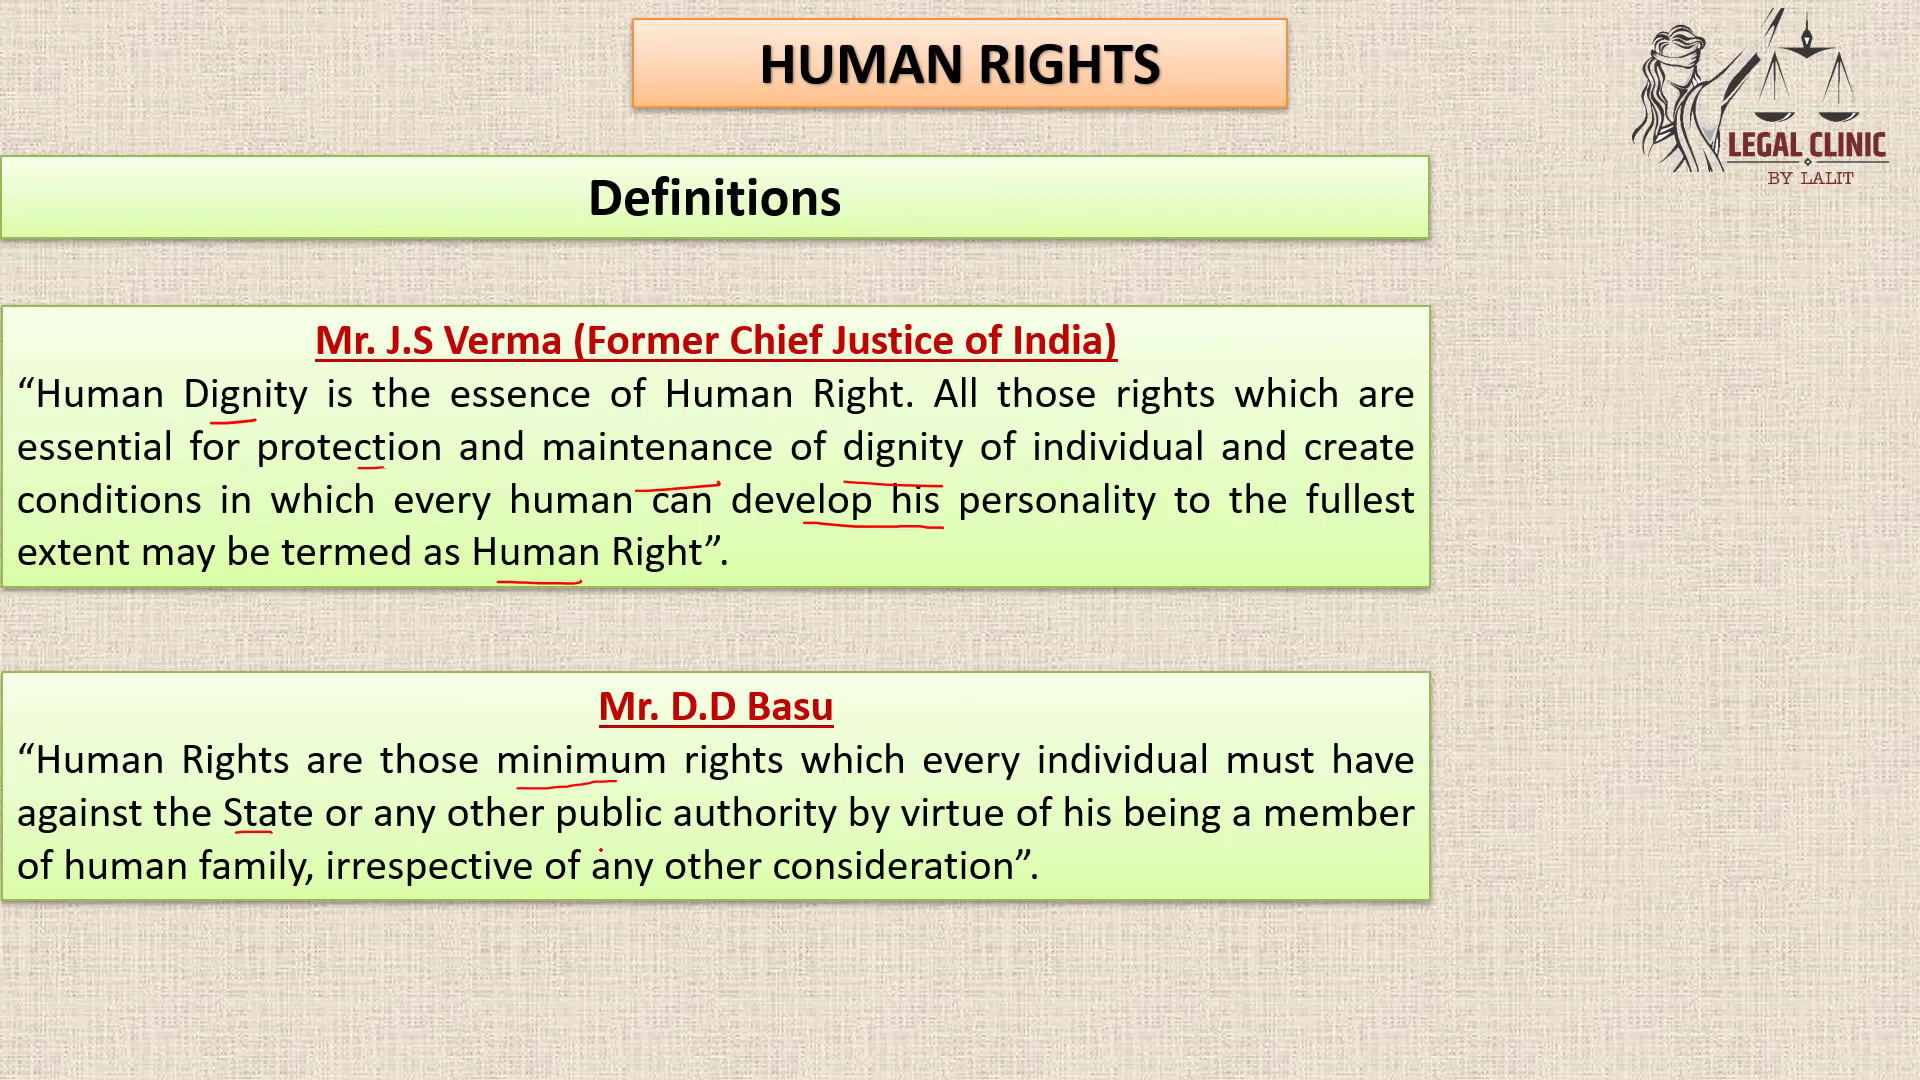 HUMAN RIGHTS
LEGAL CLINIC
BY LALIT
Definitions
Mr. J.S Verma (Former Chief Justice of India)
“Human Dignity is the essence of Human Right. All those rights which are
essential for protection and maintenance of dignity of individual and create
conditions in which every human can develop his personality to the fullest
extent may be termed as Human Right”.
Mr. D.D Basu
“Human Rights are those minimum rights which every individual must have
against the State or any other public authority by virtue of his being a member
of human family, irrespective of any other consideration”.